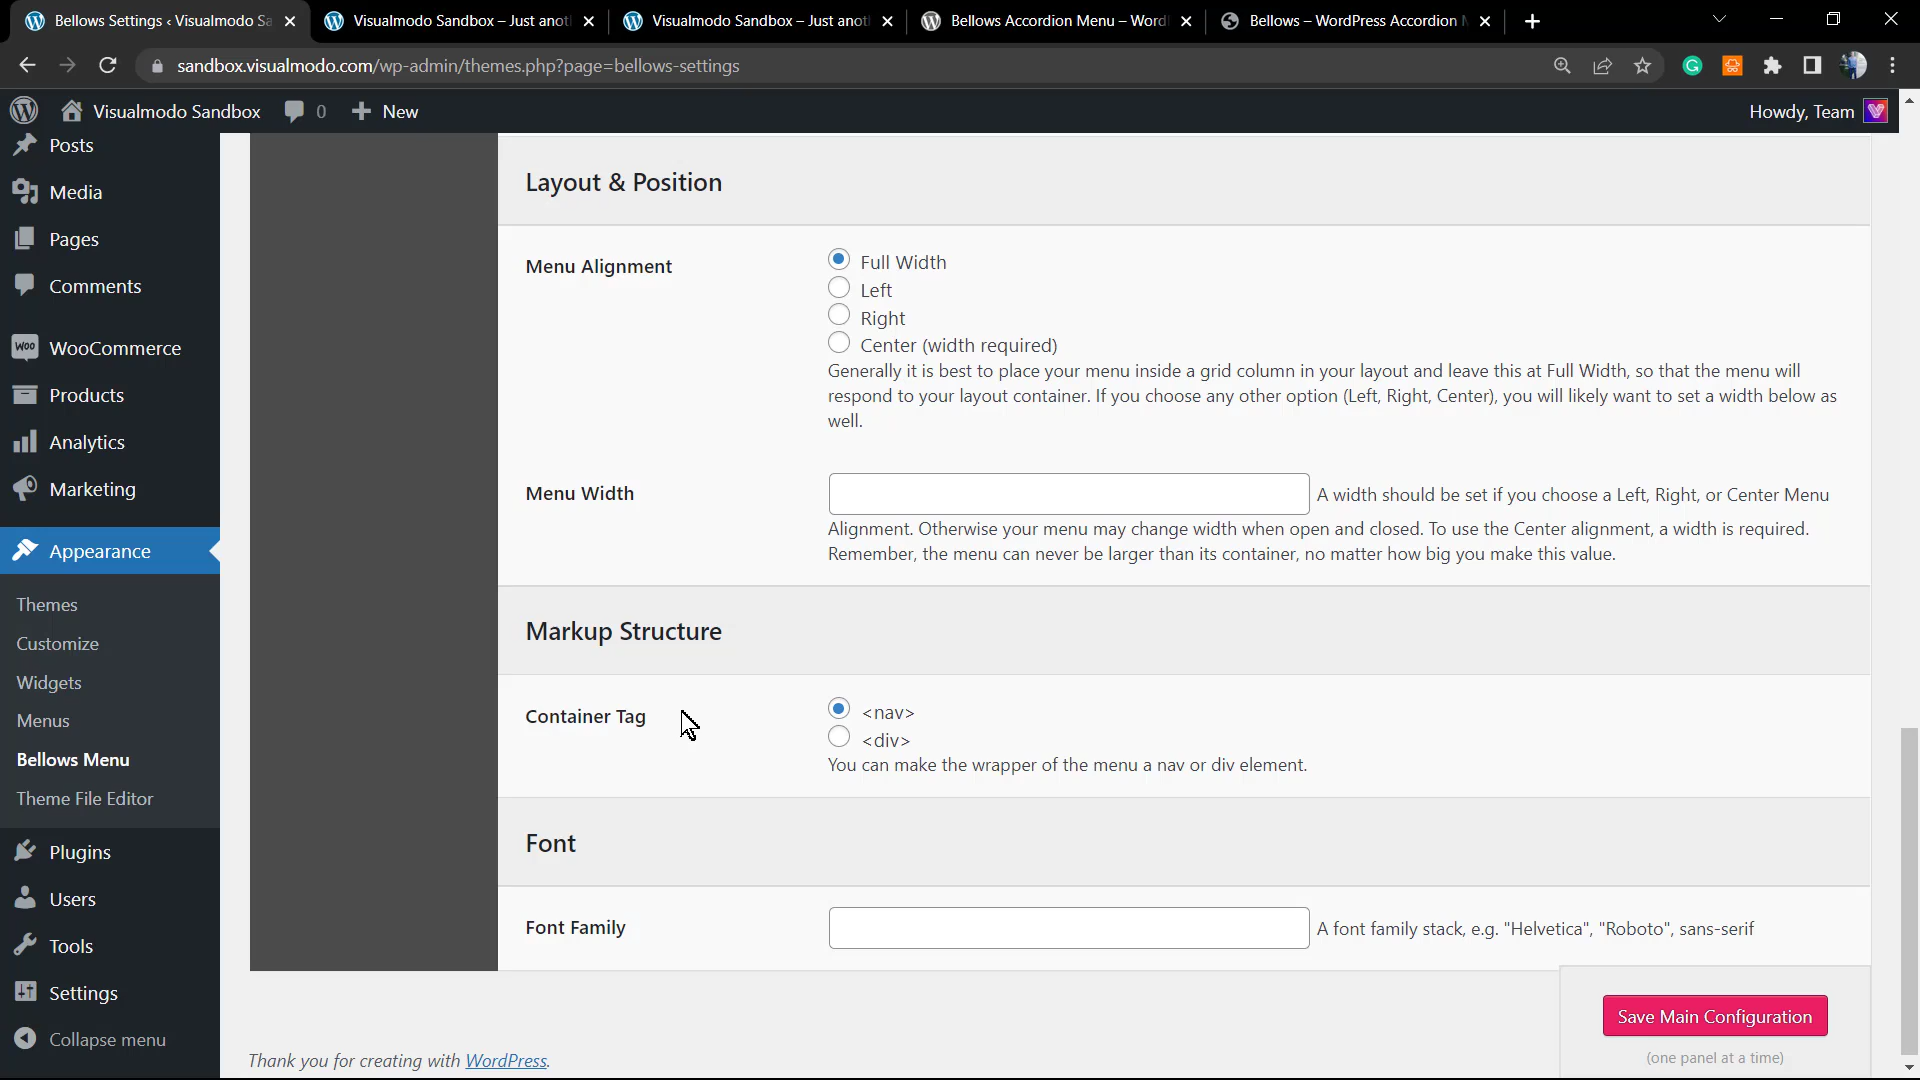 Bellows Settings ‹ Visualmodo Sa
Visualmodo Sandbox – Just anot
Visualmodo Sandbox – Just anot
Bellows Accordion Menu – Word
Bellows – WordPress Accordion
sandbox.visualmodo.com/wp-admin/themes.php?page=bellows-settings
Visualmodo Sandbox
0
New
Howdy, Team
Posts
Media
Pages
Comments
WooCommerce
Products
Analytics
Marketing
Appearance
Themes
Customize
Widgets
Menus
Bellows Menu
Theme File Editor
Plugins
Users
Tools
Settings
Collapse menu
Layout & Position
Menu Alignment
Full Width
Left
Right
Center (width required)
Generally it is best to place your menu inside a grid column in your layout and leave this at Full Width, so that the menu will
respond to your layout container. If you choose any other option (Left, Right, Center), you will likely want to set a width below as
well.
Menu Width
A width should be set if you choose a Left, Right, or Center Menu
Alignment. Otherwise your menu may change width when open and closed. To use the Center alignment, a width is required.
Remember, the menu can never be larger than its container, no matter how big you make this value.
Markup Structure
Container Tag
<nav>
<div>
You can make the wrapper of the menu a nav or div element.
Font
Font Family
A font family stack, e.g. "Helvetica", "Roboto", sans-serif
Save Main Configuration
(one panel at a time)
Thank you for creating with WordPress.